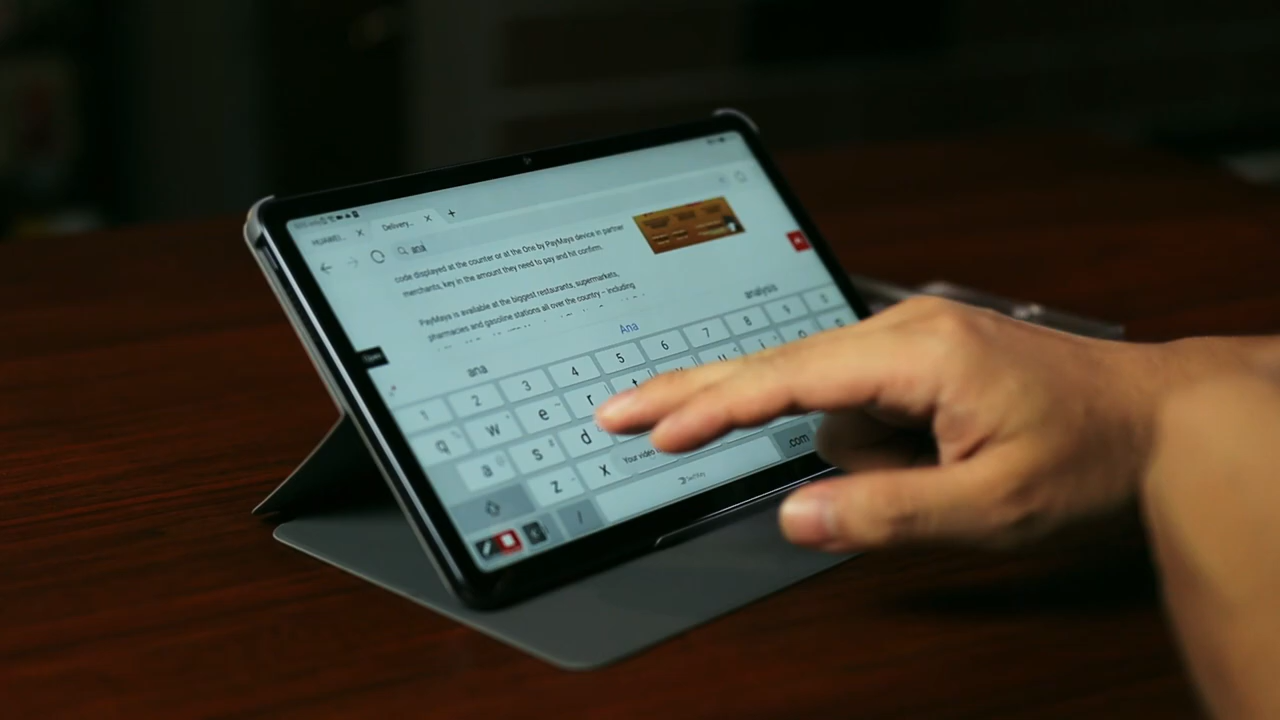 HUAWEI...
Delivery...
ana
code displayed at the counter or at the One by PayMaya device in partner
merchants, key in the amount they need to pay and hit confirm.
PayMaya is available at the biggest restaurants, supermarkets,
pharmacies and gasoline stations all over the country – including
ana Ana analysis
1 2 3 4 5 6 7 8 9 0
q w e r t
a s d
z x
Your video
/ SwiftKey .com